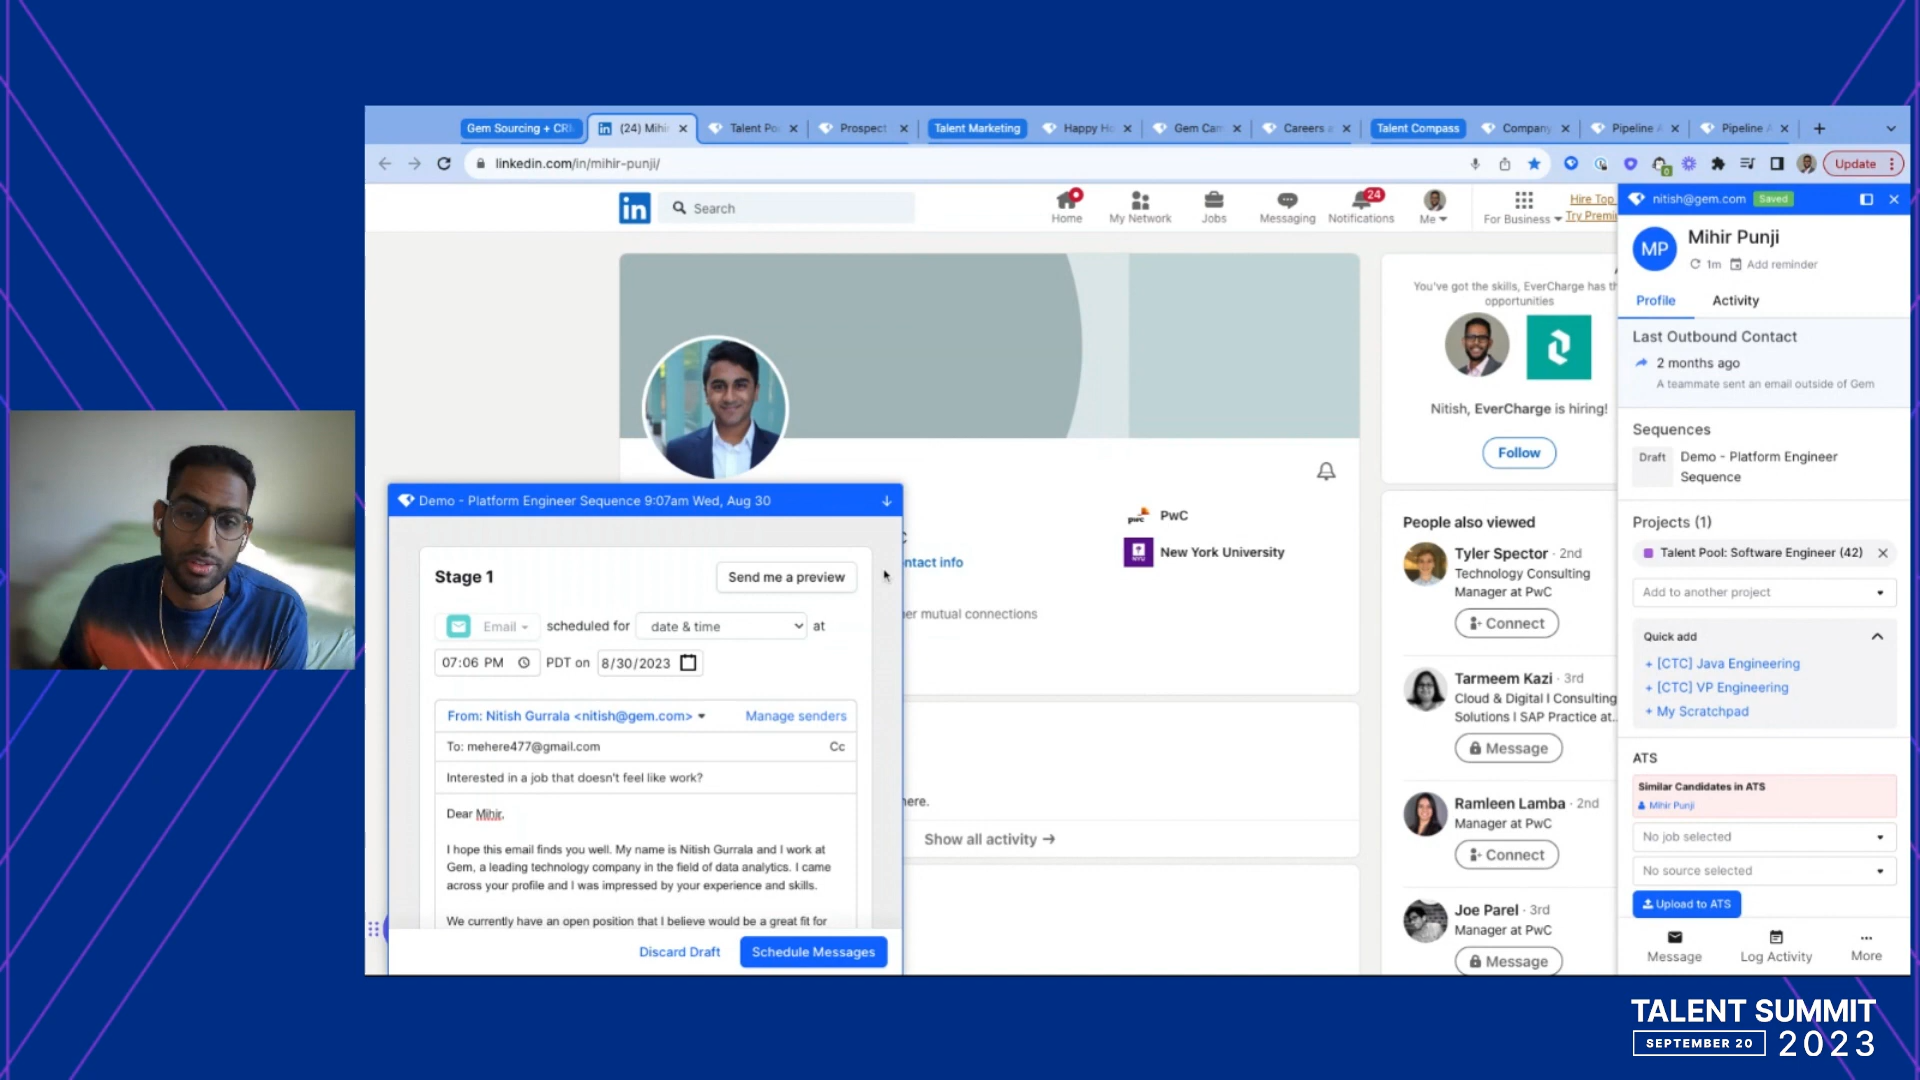 Gem Sourcing + CR
(24) Mihir
Talent Po
Prospect
Talent Marketing
Happy Ho
Gem Cam
Careers
Talent Compass
Company
Pipeline
Pipeline
linkedin.com/in/mihir-punji/
Update
Search
Home
My Network
Jobs
Messaging
24
Notifications
Me
For Business
Hire Top
Try Premi
nitish@gem.com Saved
MP
Mihir Punji
1m Add reminder
Profile
Activity
Last Outbound Contact
2 months ago
A teammate sent an email outside of Gem
Sequences
Draft
Demo - Platform Engineer
Sequence
Projects (1)
Talent Pool: Software Engineer (42)
Add to another project
Quick add
+ [CTC] Java Engineering
+ [CTC] VP Engineering
+ My Scratchpad
ATS
Similar Candidates in ATS
Mihir Punji
No job selected
No source selected
Upload to ATS
Message
Log Activity
More
You've got the skills, EverCharge has th
opportunities
Nitish, EverCharge is hiring!
Follow
People also viewed
Tyler Spector · 2nd
Technology Consulting
Manager at PwC
Connect
Tarmeem Kazi · 3rd
Cloud & Digital I Consulting
Solutions I SAP Practice at..
Message
Ramleen Lamba · 2nd
Manager at PwC
Connect
Joe Parel · 3rd
Manager at PwC
Message
pwc PwC
NYU New York University
ntact info
er mutual connections
here.
Show all activity →
Demo - Platform Engineer Sequence 9:07am Wed, Aug 30
Stage 1
Send me a preview
Email
scheduled for
date & time
at
07:06 PM
PDT on
8/30/2023
From: Nitish Gurrala <nitish@gem.com>
Manage senders
To: mehere477@gmail.com
Cc
Interested in a job that doesn't feel like work?
Dear Mihir,
I hope this email finds you well. My name is Nitish Gurrala and I work at
Gem, a leading technology company in the field of data analytics. I came
across your profile and I was impressed by your experience and skills.
We currently have an open position that I believe would be a great fit for
Discard Draft
Schedule Messages
TALENT SUMMIT
SEPTEMBER 20 2023